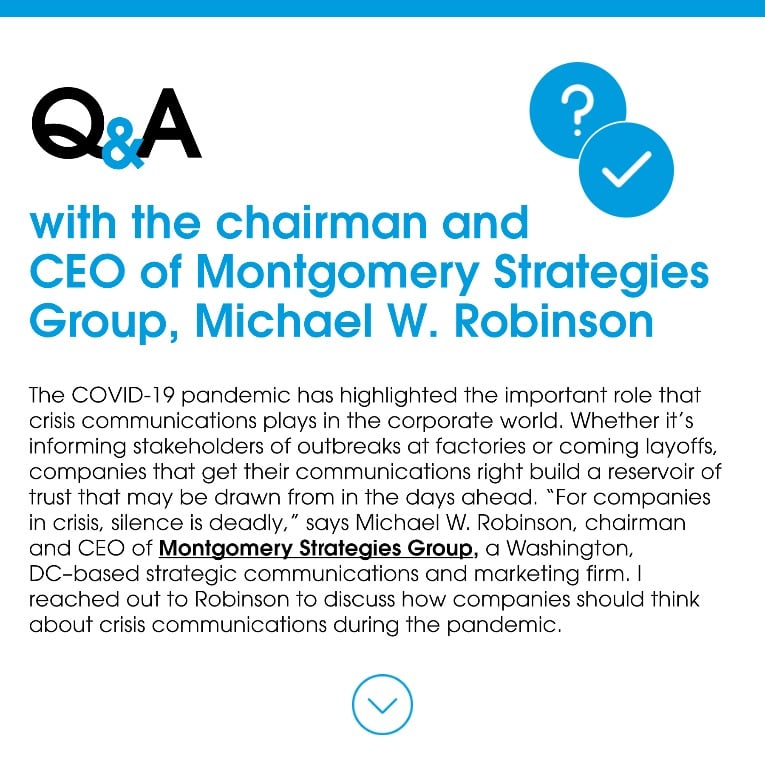 Q&A
with the chairman and
CEO of Montgomery Strategies
Group, Michael W. Robinson
The COVID-19 pandemic has highlighted the important role that
crisis communications plays in the corporate world. Whether it's
informing stakeholders of outbreaks at factories or coming layoffs,
companies that get their communications right build a reservoir of
trust that may be drawn from in the days ahead. “For companies
in crisis, silence is deadly,” says Michael W. Robinson, chairman
and CEO of Montgomery Strategies Group, a Washington,
DC–based strategic communications and marketing firm. I
reached out to Robinson to discuss how companies should think
about crisis communications during the pandemic.